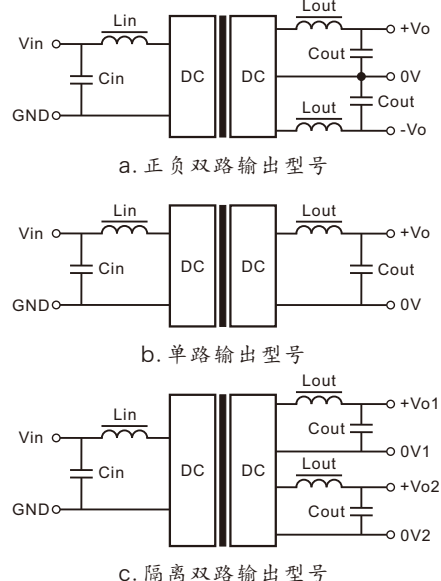 Lin
Lout
Vin
+Vo
Cout
Cin
DC
DC
0V
Cout
Lout
GND
-Vo
a. 正负双路输出型号
Lin
Lout
Vin
+Vo
Cin
DC
DC
Cout
GND
0V
b. 单路输出型号
Lout
+Vo1
Lin
Cout
Vin
0V1
Lout
Cin
DC
DC
+Vo2
Cout
GND
0V2
c. 隔离双路输出型号